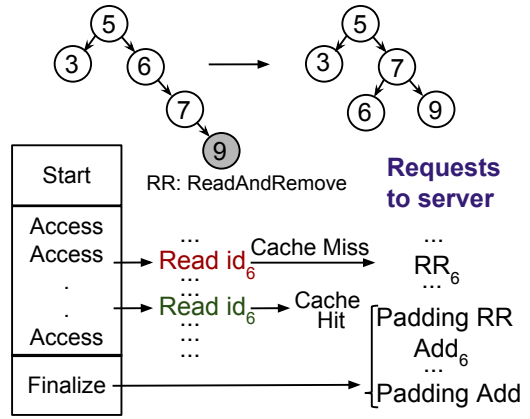 5
3
6
7
9
5
3
7
6
9
RR: ReadAndRemove
Requests
to server
Start
Access
Access
.
.
Access
Finalize
...
Read id6
...
Read id6
...
...
Cache Miss
Cache
Hit
...
RR6
...
Padding RR
Add6
...
Padding Add